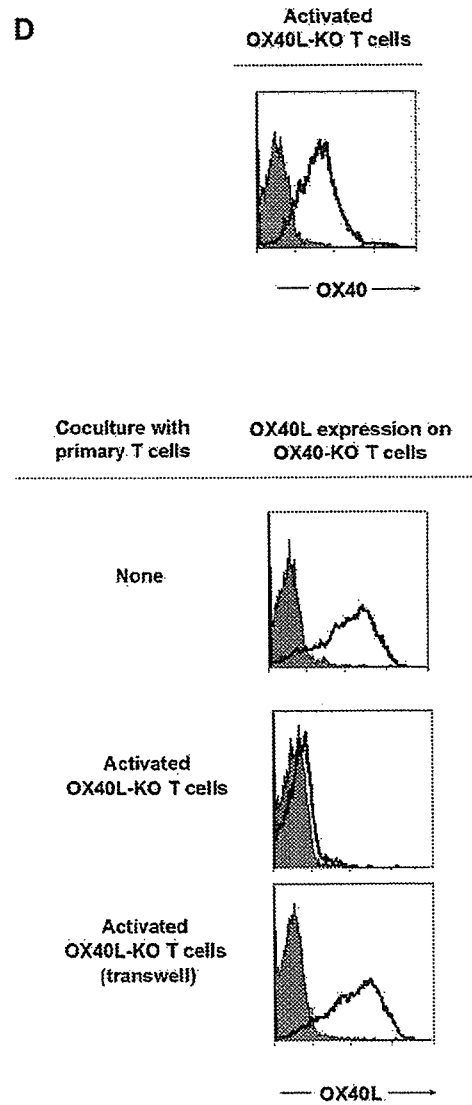 D
Activated
OX40L-KO T cells
OX40
Coculture with
primary T cells
OX40L expression on
OX40-KO T cells
None
Activated
OX40L-KO T cells
Activated
OX40L-KO T cells
(transwell)
OX40L